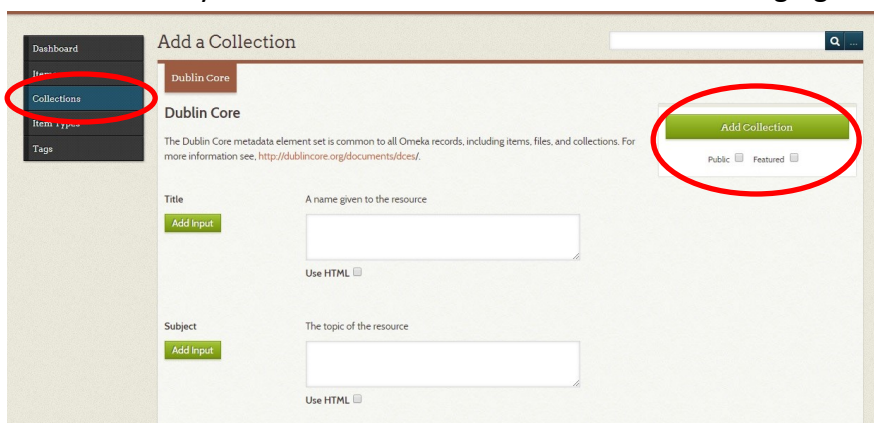 Add a Collection
...
Dashboard
Collections
Item Types
Tags
Dublin Core
Dublin Core
The Dublin Core metadata element set is common to all Omeka records, including items, files, and collections. For
more information see, http://dublincore.org/documents/dces/.
Add Collection
Public Featured
Title
A name given to the resource
Add Input
Use HTML
Subject
The topic of the resource
Add Input
Use HTML